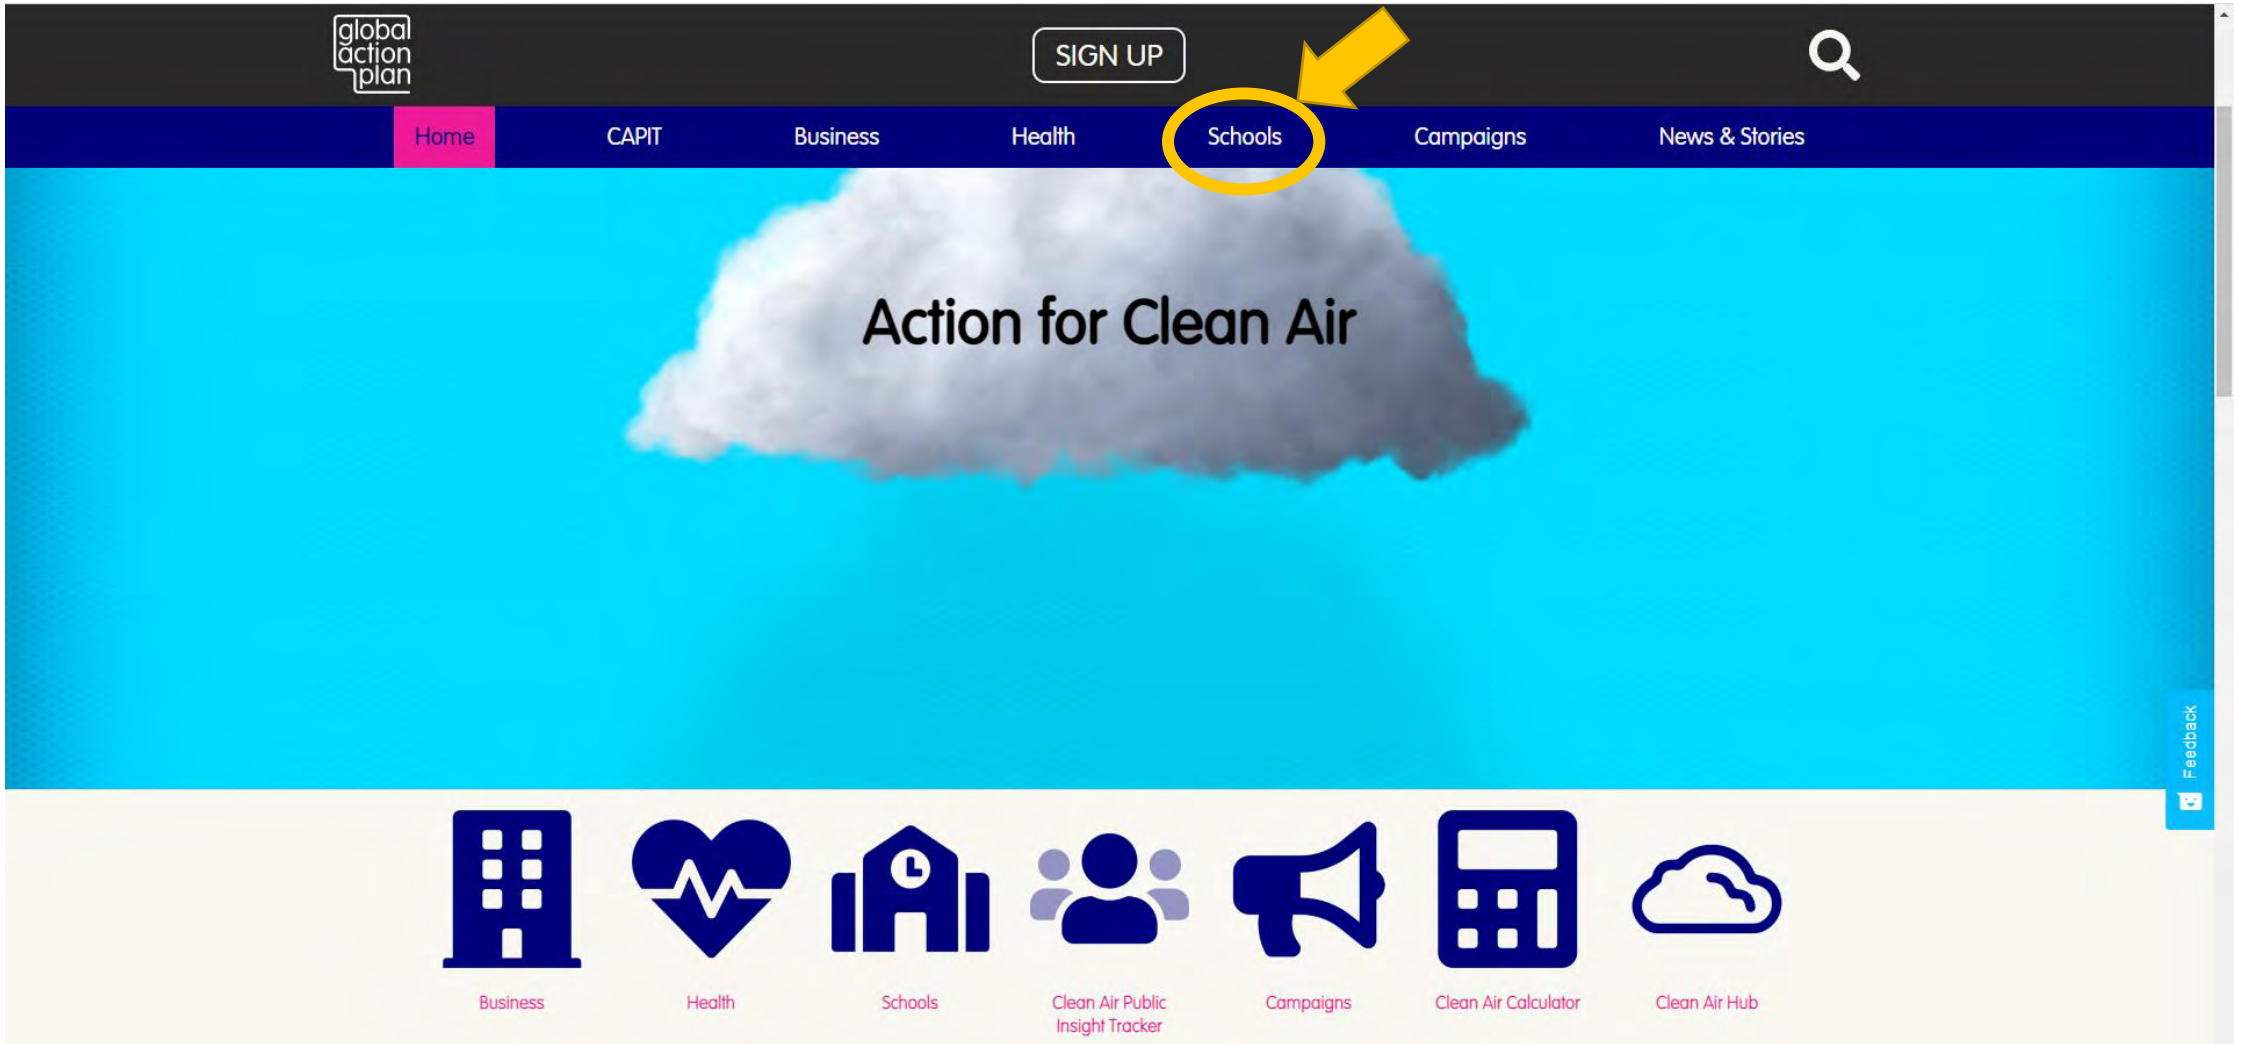 global
action
plan
SIGN UP
Home CAPIT Business Health Schools Campaigns News & Stories
Action for Clean Air
Feedback
Business Health Schools Clean Air Public Campaigns Clean Air Calculator Clean Air Hub
Insight Tracker